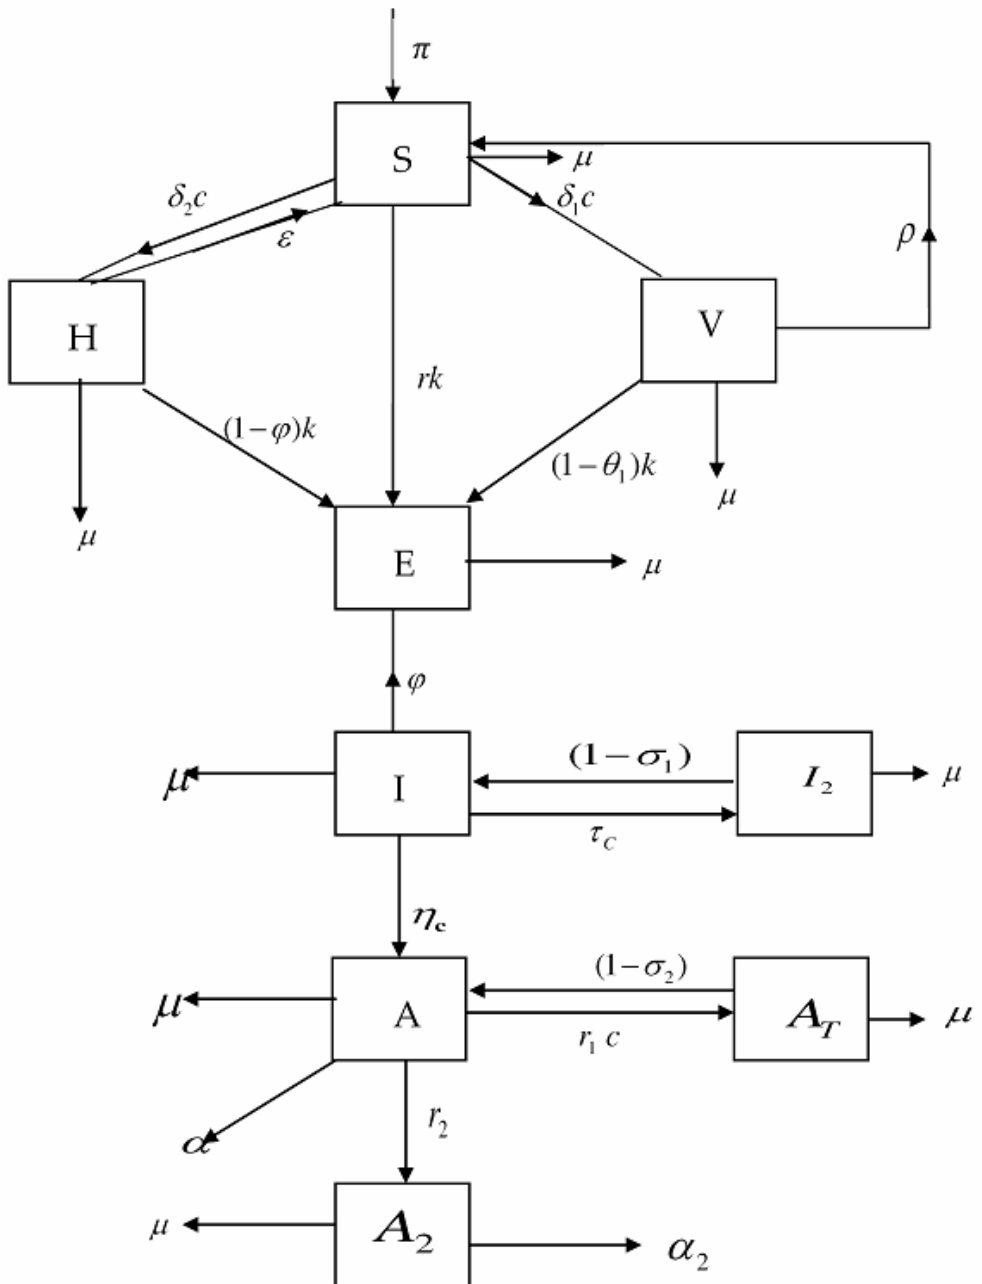 π
S
μ
δ₂c
ε
δ₁c
ρ
H
V
rk
(1−φ)k
(1−θ₁)k
μ
μ
E
μ
φ
μ
I
(1−σ₁)
τ_C
I₂
μ
η_c
μ
A
(1−σ₂)
r₁ c
A_T
μ
α
r₂
μ
A₂
α₂